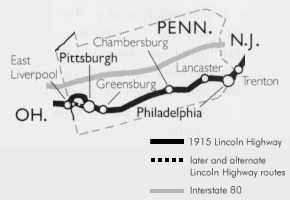 PENN.
N.J.
Chambersburg
East
Liverpool
Pittsburgh
Lancaster
Greensburg
Trenton
OH.
Philadelphia
1915 Lincoln Highway
later and alternate
Lincoln Highway routes
Interstate 80